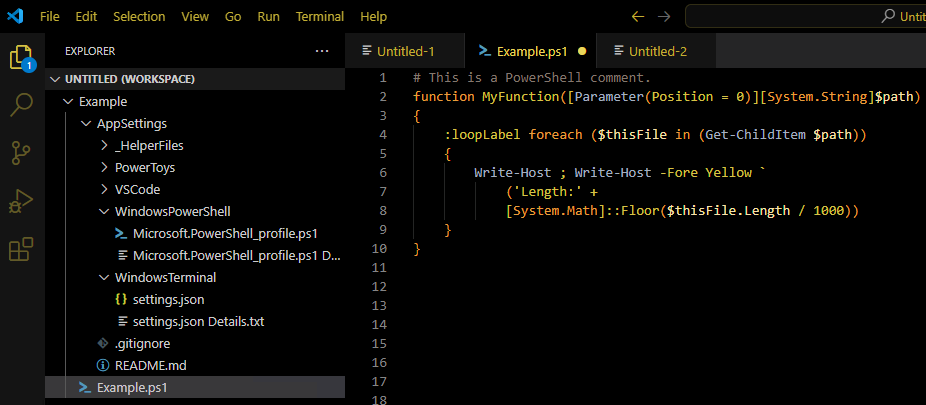 File Edit Selection View Go Run Terminal Help
Untit
EXPLORER
1
UNTITLED (WORKSPACE)
Example
AppSettings
_HelperFiles
PowerToys
VSCode
WindowsPowerShell
Microsoft.PowerShell_profile.ps1
Microsoft.PowerShell_profile.ps1 D...
WindowsTerminal
{} settings.json
settings.json Details.txt
.gitignore
README.md
Example.ps1
Untitled-1 Example.ps1 Untitled-2
1 # This is a PowerShell comment.
2 function MyFunction([Parameter(Position = 0)][System.String]$path)
3 {
4 :loopLabel foreach ($thisFile in (Get-ChildItem $path))
5 {
6 Write-Host ; Write-Host -Fore Yellow `
7 ('Length:' +
8 [System.Math]::Floor($thisFile.Length / 1000))
9 }
10 }
11
12
13
14
15
16
17
18